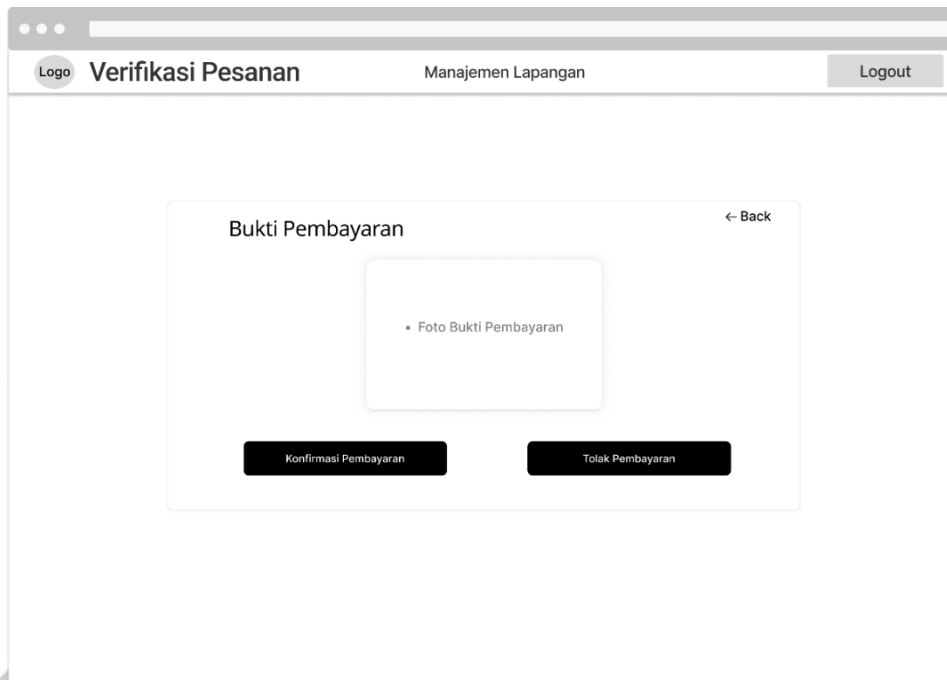 Logo Verifikasi Pesanan Manajemen Lapangan Logout
← Back
Bukti Pembayaran
• Foto Bukti Pembayaran
Konfirmasi Pembayaran Tolak Pembayaran